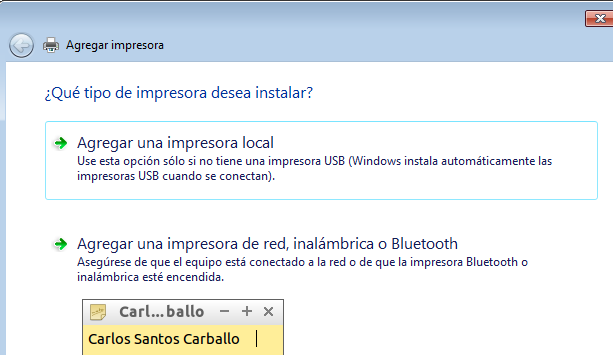 Agregar impresora
¿Qué tipo de impresora desea instalar?
Agregar una impresora local
Use esta opción sólo si no tiene una impresora USB (Windows instala automáticamente las
impresoras USB cuando se conectan).
Agregar una impresora de red, inalámbrica o Bluetooth
Asegúrese de que el equipo está conectado a la red o de que la impresora Bluetooth o
inalámbrica esté encendida.
Carl...ballo
Carlos Santos Carballo